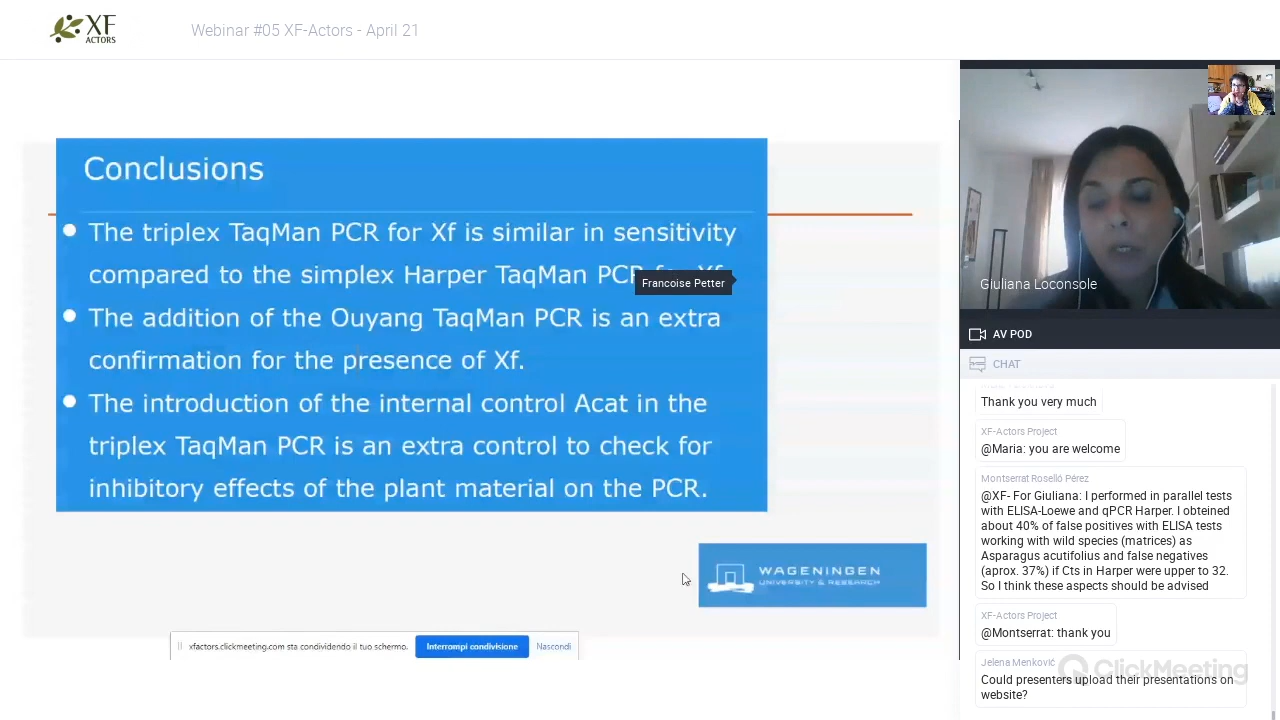 XF
ACTORS
Webinar #05 XF-Actors - April 21
Conclusions
The triplex TaqMan PCR for Xf is similar in sensitivity
compared to the simplex Harper TaqMan PCR for Xf.
Francoise Petter
The addition of the Ouyang TaqMan PCR is an extra
confirmation for the presence of Xf.
The introduction of the internal control Acat in the
triplex TaqMan PCR is an extra control to check for
inhibitory effects of the plant material on the PCR.
WAGENINGEN
UNIVERSITY & RESEARCH
xfactors.clickmeeting.com sta condividendo il tuo schermo.
Interrompi condivisione
Nascondi
Giuliana Loconsole
AV POD
CHAT
Thank you very much
XF-Actors Project
@Maria: you are welcome
Montserrat Roselló Pérez
@XF- For Giuliana: I performed in parallel tests
with ELISA-Loewe and qPCR Harper. I obteined
about 40% of false positives with ELISA tests
working with wild species (matrices) as
Asparagus acutifolius and false negatives
(aprox. 37%) if Cts in Harper were upper to 32.
So I think these aspects should be advised
XF-Actors Project
@Montserrat: thank you
Jelena Menković
ClickMeeting
Could presenters upload their presentations on
website?